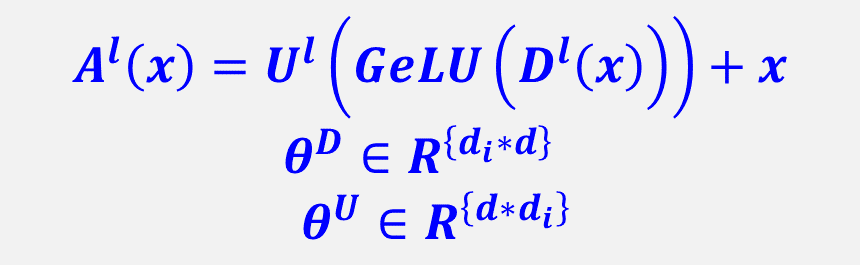 A^l(x) = U^l(GeLU(D^l(x))) + x
θ^D ∈ R^{d_i*d}
θ^U ∈ R^{d*d_i}